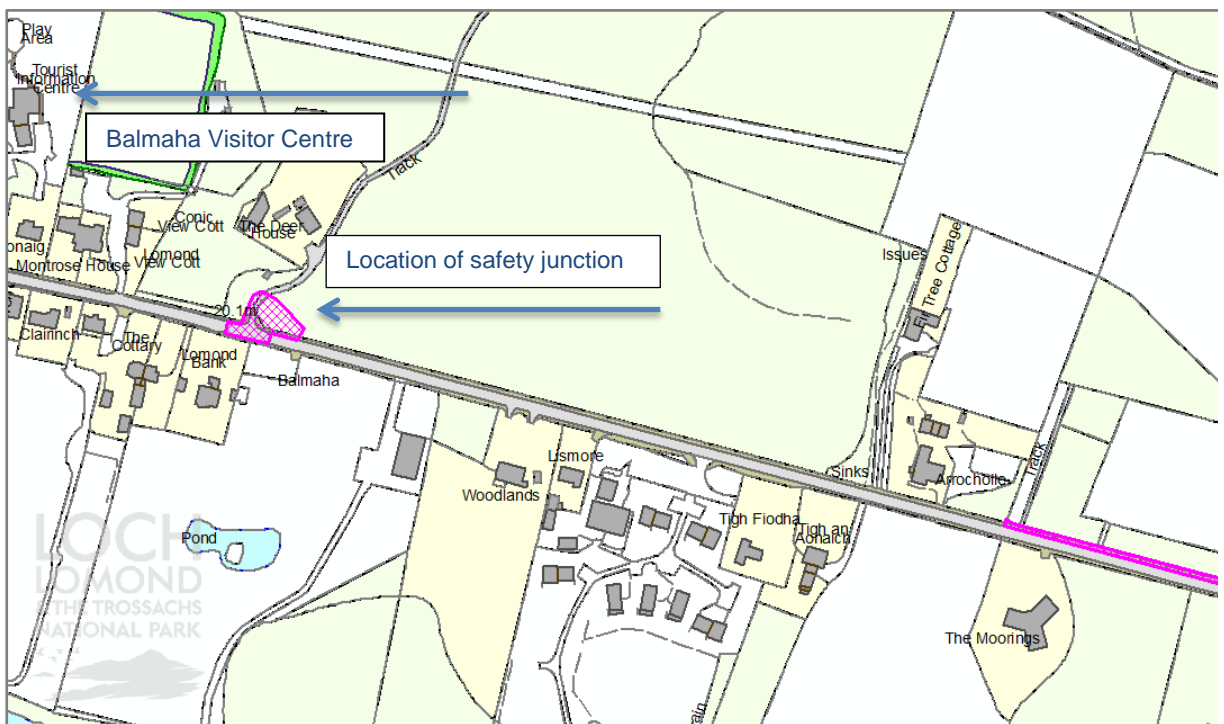 Play
Area
Tourist
Information
Centre
Balmaha Visitor Centre
Track
Conic
View Cott
The Deer
House
onaig
Montrose House
Lomond
View Cott
Location of safety junction
Issues
Fir Tree Cottage
20.1m
Clairinch
The
Cottary
Lomond
Bank
Balmaha
Lismore
Woodlands
Sinks
Arrochoile
Track
Tigh Fiodha
Tigh an
Aonaich
Pond
LOCH
LOMOND
& THE TROSSACHS
NATIONAL PARK
The Moorings